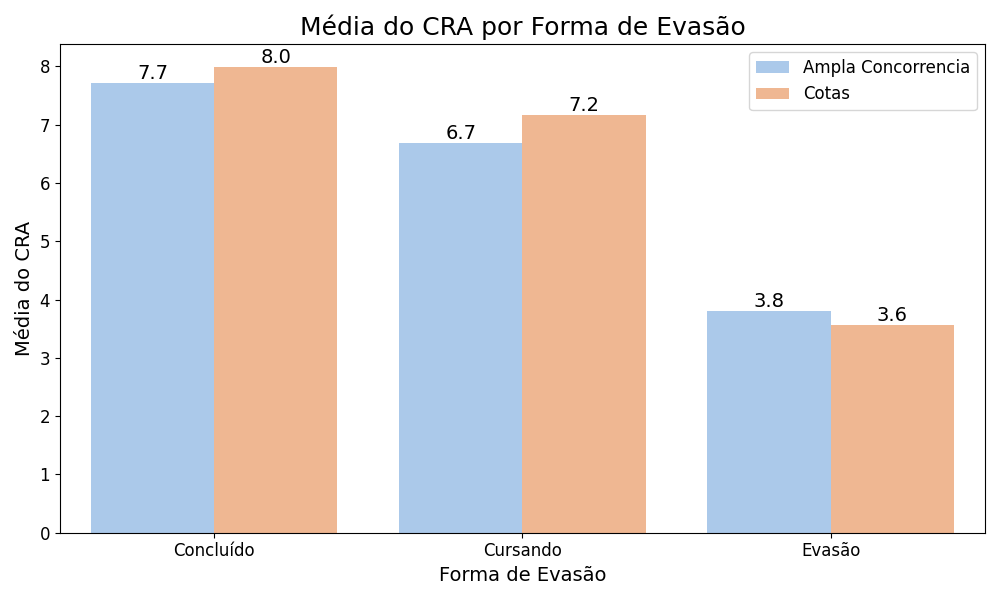 Média do CRA por Forma de Evasão
Ampla Concorrencia
Cotas
7.7
8.0
6.7
7.2
3.8
3.6
Média do CRA
8
7
6
5
4
3
2
1
0
Concluído
Cursando
Evasão
Forma de Evasão